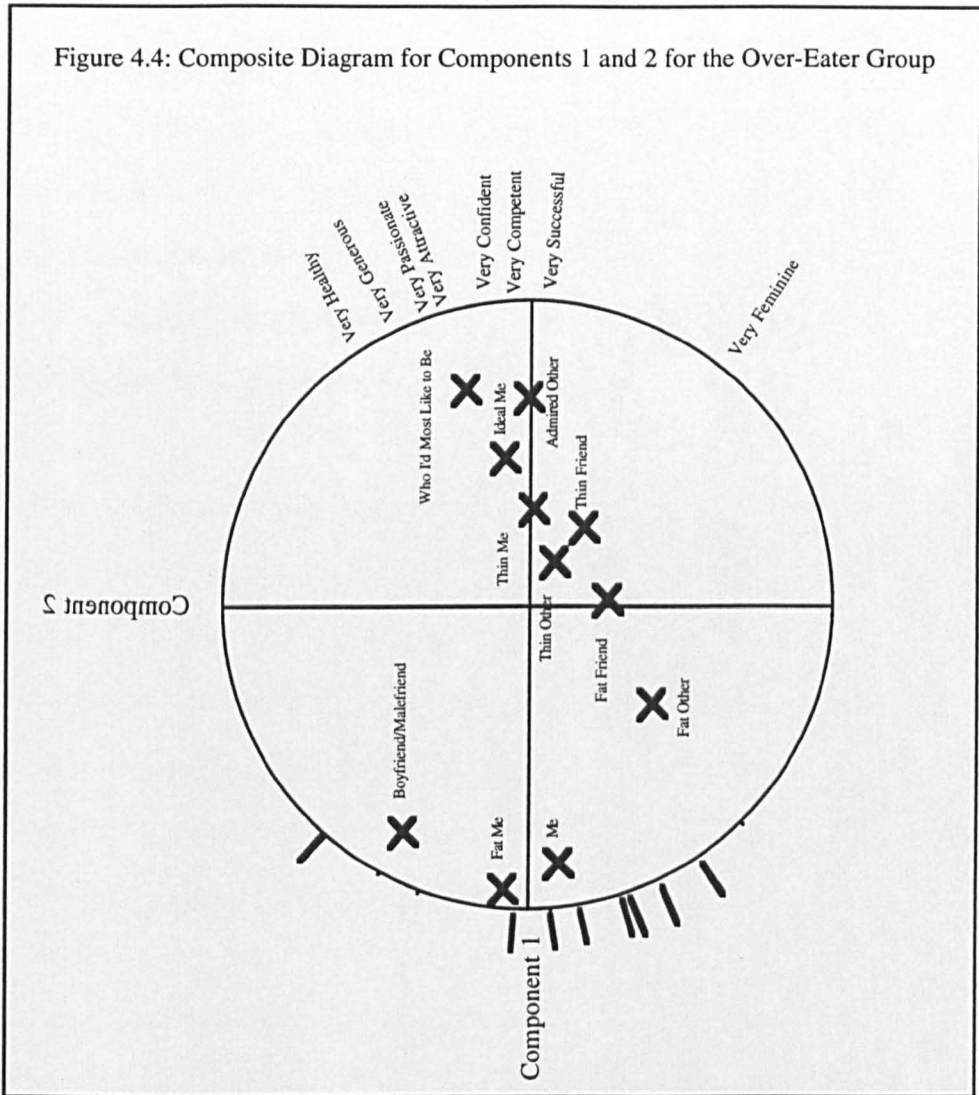 Figure 4.4: Composite Diagram for Components 1 and 2 for the Over-Eater Group
Very Healthy
Very Generous
Very Passionate
Very Attractive
Very Confident
Very Competent
Very Successful
Very Feminine
Who I'd Most Like to Be
Ideal Me
Admired Other
Thin Me
Thin Friend
Thin Other
Component 2
Fat Friend
Fat Other
Boyfriend/Malefriend
Fat Me
Me
Component 1